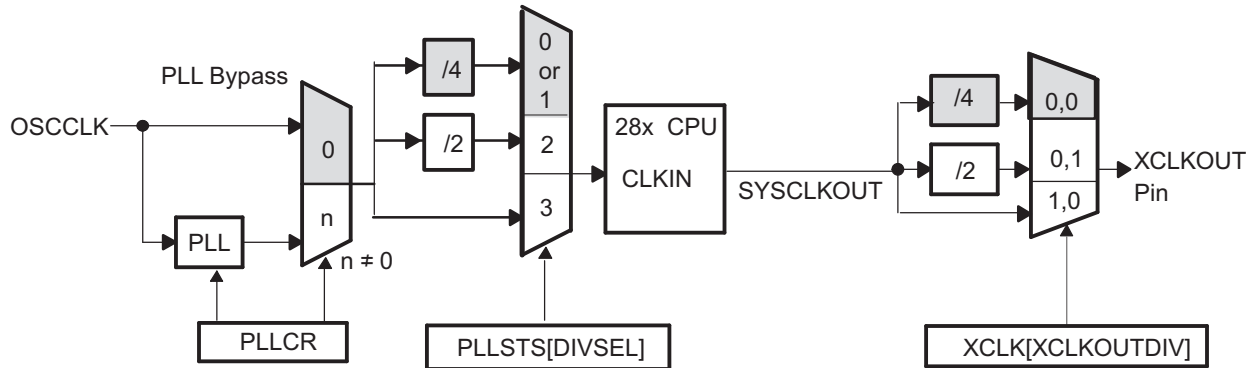 PLL Bypass
OSCCLK
0
n
PLL
n ≠ 0
PLLCR
/4
/2
0
or
1
2
3
PLLSTS[DIVSEL]
28x CPU
CLKIN
SYSCLKOUT
/4
/2
0,0
0,1
1,0
XCLKOUT
Pin
XCLK[XCLKOUTDIV]